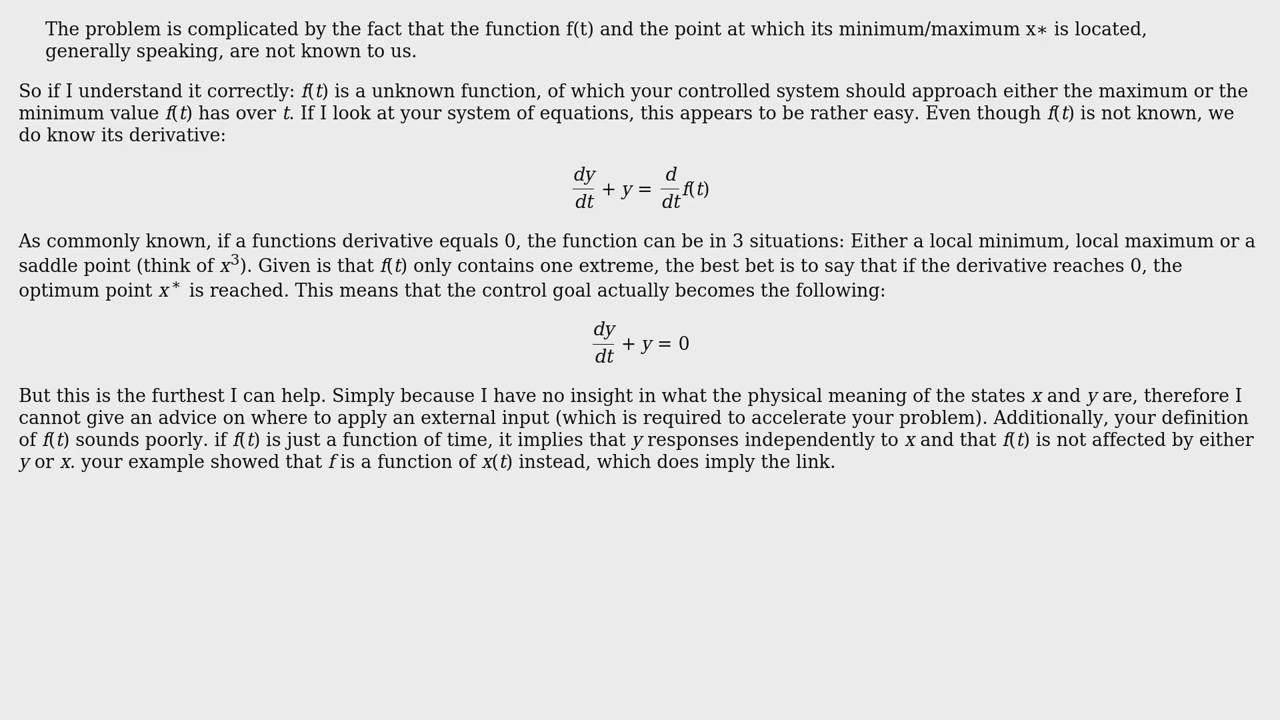 The problem is complicated by the fact that the function f(t) and the point at which its minimum/maximum x∗ is located,
generally speaking, are not known to us.
So if I understand it correctly: f(t) is a unknown function, of which your controlled system should approach either the maximum or the
minimum value f(t) has over t. If I look at your system of equations, this appears to be rather easy. Even though f(t) is not known, we
do know its derivative:
dy/dt + y = d/dt f(t)
As commonly known, if a functions derivative equals 0, the function can be in 3 situations: Either a local minimum, local maximum or a
saddle point (think of x³). Given is that f(t) only contains one extreme, the best bet is to say that if the derivative reaches 0, the
optimum point x* is reached. This means that the control goal actually becomes the following:
dy/dt + y = 0
But this is the furthest I can help. Simply because I have no insight in what the physical meaning of the states x and y are, therefore I
cannot give an advice on where to apply an external input (which is required to accelerate your problem). Additionally, your definition
of f(t) sounds poorly. if f(t) is just a function of time, it implies that y responses independently to x and that f(t) is not affected by either
y or x. your example showed that f is a function of x(t) instead, which does imply the link.